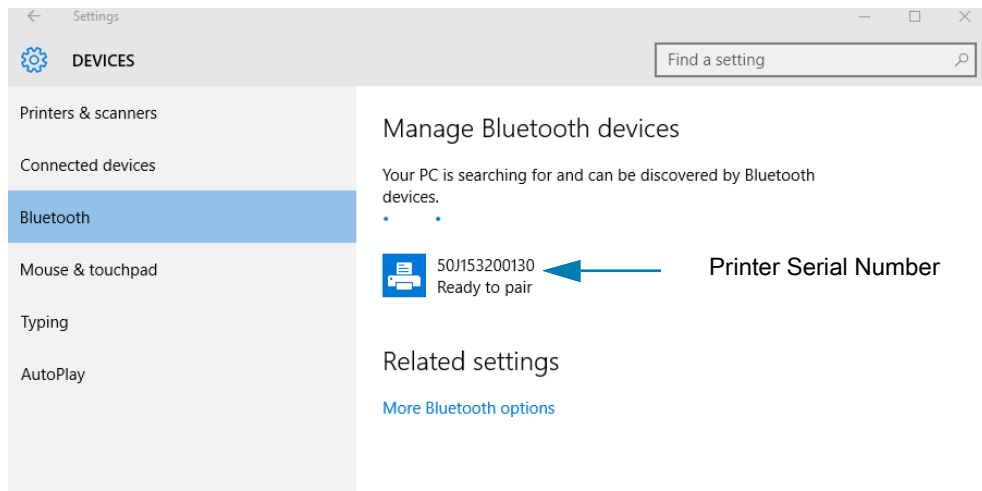 Settings
DEVICES
Find a setting
Printers & scanners
Connected devices
Bluetooth
Mouse & touchpad
Typing
AutoPlay
Manage Bluetooth devices
Your PC is searching for and can be discovered by Bluetooth
devices.
50J153200130
Ready to pair
Printer Serial Number
Related settings
More Bluetooth options